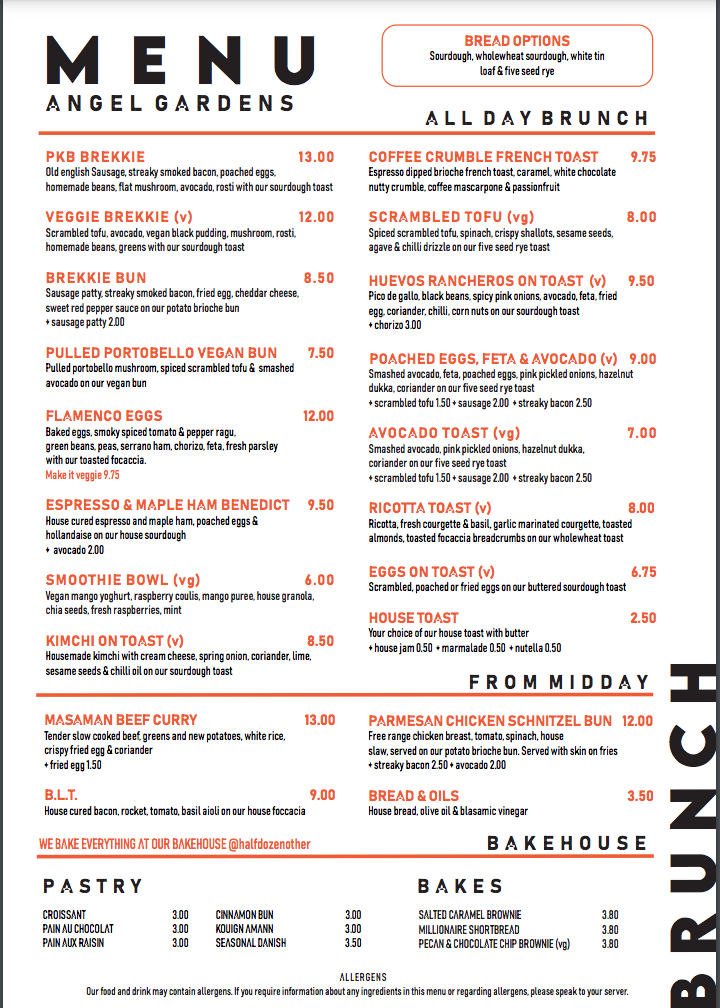 MENU
ANGEL GARDENS
BREAD OPTIONS
Sourdough, wholewheat sourdough, white tin
loaf & five seed rye
ALL DAY BRUNCH
PKB BREKKIE 13.00
Old english Sausage, streaky smoked bacon, poached eggs,
homemade beans, flat mushroom, avocado, rosti with our sourdough toast
VEGGIE BREKKIE (v) 12.00
Scrambled tofu, avocado, vegan black pudding, mushroom, rosti,
homemade beans, greens with our sourdough toast
BREKKIE BUN 8.50
Sausage patty, streaky smoked bacon, fried egg, cheddar cheese,
sweet red pepper sauce on our potato brioche bun
+ sausage patty 2.00
PULLED PORTOBELLO VEGAN BUN 7.50
Pulled portobello mushroom, spiced scrambled tofu & smashed
avocado on our vegan bun
FLAMENCO EGGS 12.00
Baked eggs, smoky spiced tomato & pepper ragu,
green beans, peas, serrano ham, chorizo, feta, fresh parsley
with our toasted focaccia.
Make it veggie 9.75
ESPRESSO & MAPLE HAM BENEDICT 9.50
House cured espresso and maple ham, poached eggs &
hollandaise on our house sourdough
+ avocado 2.00
SMOOTHIE BOWL (vg) 6.00
Vegan mango yoghurt, raspberry coulis, mango puree, house granola,
chia seeds, fresh raspberries, mint
KIMCHI ON TOAST (v) 8.50
Housemade kimchi with cream cheese, spring onion, coriander, lime,
sesame seeds & chilli oil on our sourdough toast
COFFEE CRUMBLE FRENCH TOAST 9.75
Espresso dipped brioche french toast, caramel, white chocolate
nutty crumble, coffee mascarpone & passionfruit
SCRAMBLED TOFU (vg) 8.00
Spiced scrambled tofu, spinach, crispy shallots, sesame seeds,
agave & chilli drizzle on our five seed rye toast
HUEVOS RANCHEROS ON TOAST (v) 9.50
Pico de gallo, black beans, spicy pink onions, avocado, feta, fried
egg, coriander, chilli, corn nuts on our sourdough toast
+ chorizo 3.00
POACHED EGGS, FETA & AVOCADO (v) 9.00
Smashed avocado, feta, poached eggs, pink pickled onions, hazelnut
dukka, coriander on our five seed rye toast
+ scrambled tofu 1.50 + sausage 2.00 + streaky bacon 2.50
AVOCADO TOAST (vg) 7.00
Smashed avocado, pink pickled onions, hazelnut dukka,
coriander on our five seed rye toast
+ scrambled tofu 1.50 + sausage 2.00 + streaky bacon 2.50
RICOTTA TOAST (v) 8.00
Ricotta, fresh courgette & basil, garlic marinated courgette, toasted
almonds, toasted focaccia breadcrumbs on our wholewheat toast
EGGS ON TOAST (v) 6.75
Scrambled, poached or fried eggs on our buttered sourdough toast
HOUSE TOAST 2.50
Your choice of our house toast with butter
+ house jam 0.50 + marmalade 0.50 + nutella 0.50
FROM MIDDAY
MASAMAN BEEF CURRY 13.00
Tender slow cooked beef, greens and new potatoes, white rice,
crispy fried egg & coriander
+ fried egg 1.50
B.L.T. 9.00
House cured bacon, rocket, tomato, basil aioli on our house foccacia
PARMESAN CHICKEN SCHNITZEL BUN 12.00
Free range chicken breast, tomato, spinach, house
slaw, served on our potato brioche bun. Served with skin on fries
+ streaky bacon 2.50 + avocado 2.00
BREAD & OILS 3.50
House bread, olive oil & blasamic vinegar
WE BAKE EVERYTHING AT OUR BAKEHOUSE @halfdozenother
BAKEHOUSE
PASTRY
CROISSANT 3.00
PAIN AU CHOCOLAT 3.00
PAIN AUX RAISIN 3.00
CINNAMON BUN 3.00
KOUIGN AMANN 3.00
SEASONAL DANISH 3.50
BAKES
SALTED CARAMEL BROWNIE 3.80
MILLIONAIRE SHORTBREAD 3.80
PECAN & CHOCOLATE CHIP BROWNIE (vg) 3.80
BRUNCH
ALLERGENS
Our food and drink may contain allergens. If you require information about any ingredients in this menu or regarding allergens, please speak to your server.